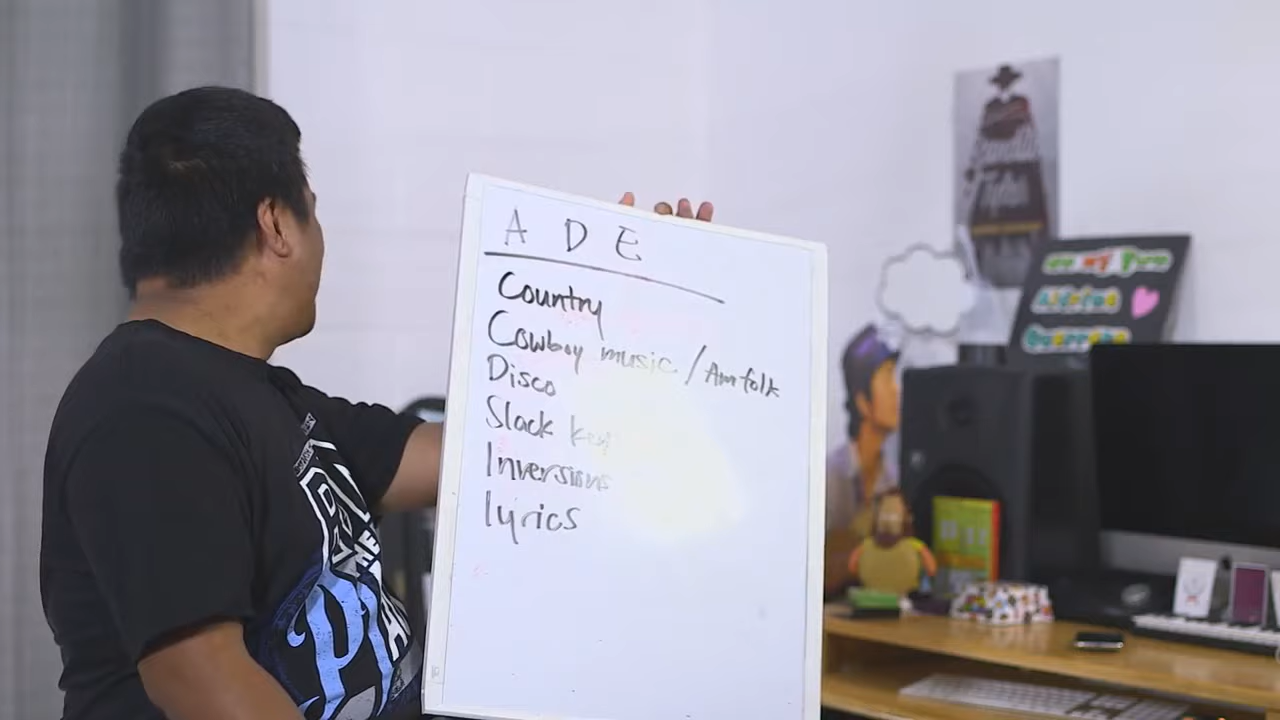 A D E
Country
Cowboy music / Am folk
Disco
Slack key
Inversions
lyrics